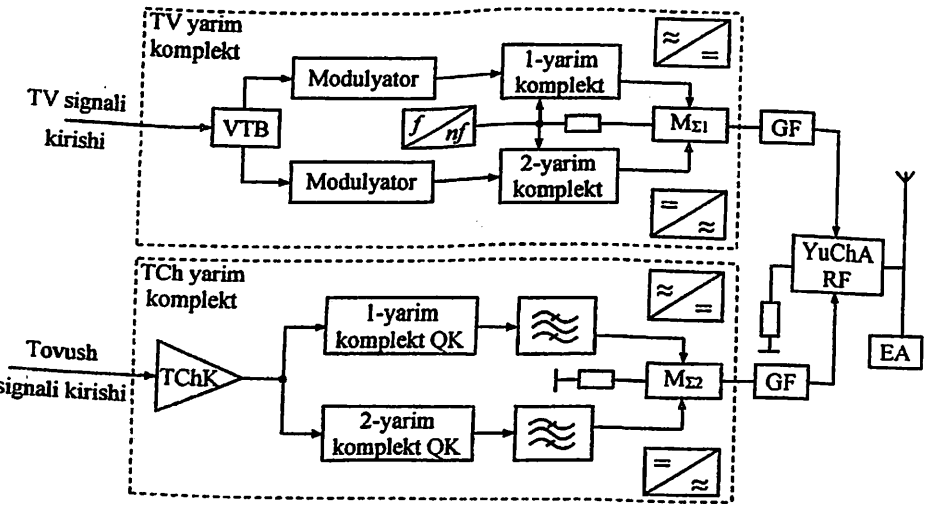 TV yarim
komplekt
TV signali
kirishi
VTB
Modulyator
Modulyator
1-yarim
komplekt
f
nf
2-yarim
komplekt
≈
=
MΣ1
GF
=
≈
YuChA
RF
EA
TCh yarim
komplekt
Tovush
signali kirishi
TChK
1-yarim
komplekt QK
2-yarim
komplekt QK
≈
=
MΣ2
GF
=
≈